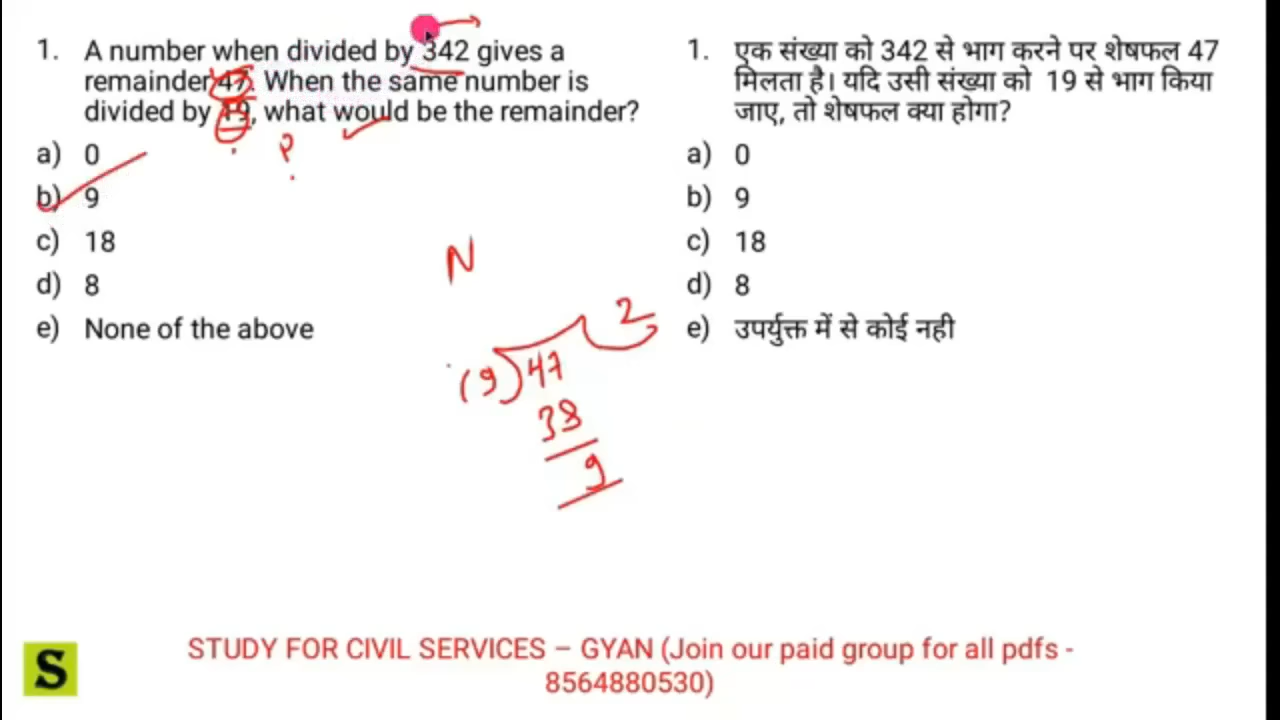 1. A number when divided by 342 gives a
remainder 47. When the same number is
divided by 19, what would be the remainder?
a) 0
b) 9
c) 18
d) 8
e) None of the above
1. एक संख्या को 342 से भाग करने पर शेषफल 47
मिलता है। यदि उसी संख्या को 19 से भाग किया
जाए, तो शेषफल क्या होगा?
a) 0
b) 9
c) 18
d) 8
e) उपर्युक्त में से कोई नही
?
N
2
19)47
38
9
S
STUDY FOR CIVIL SERVICES – GYAN (Join our paid group for all pdfs -
8564880530)